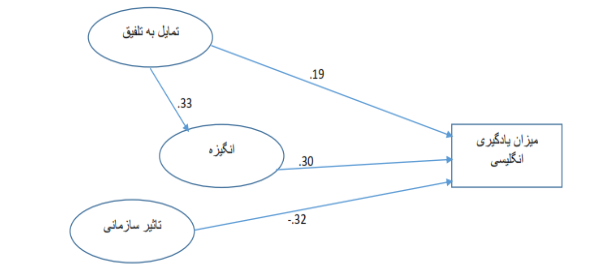 تمایل به تلفیق
.19
.33
میزان یادگیری
انگلیسی
انگیزه
.30
تاثیر سازمانی
-.32